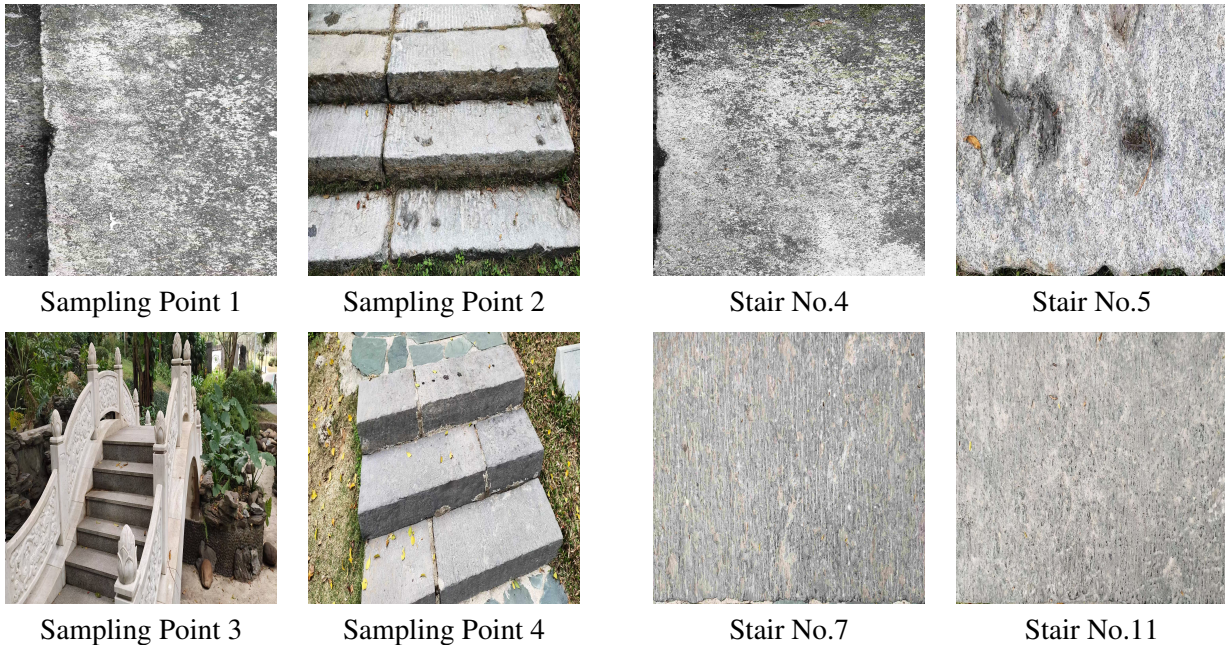 Sampling Point 1
Sampling Point 2
Stair No.4
Stair No.5
Sampling Point 3
Sampling Point 4
Stair No.7
Stair No.11